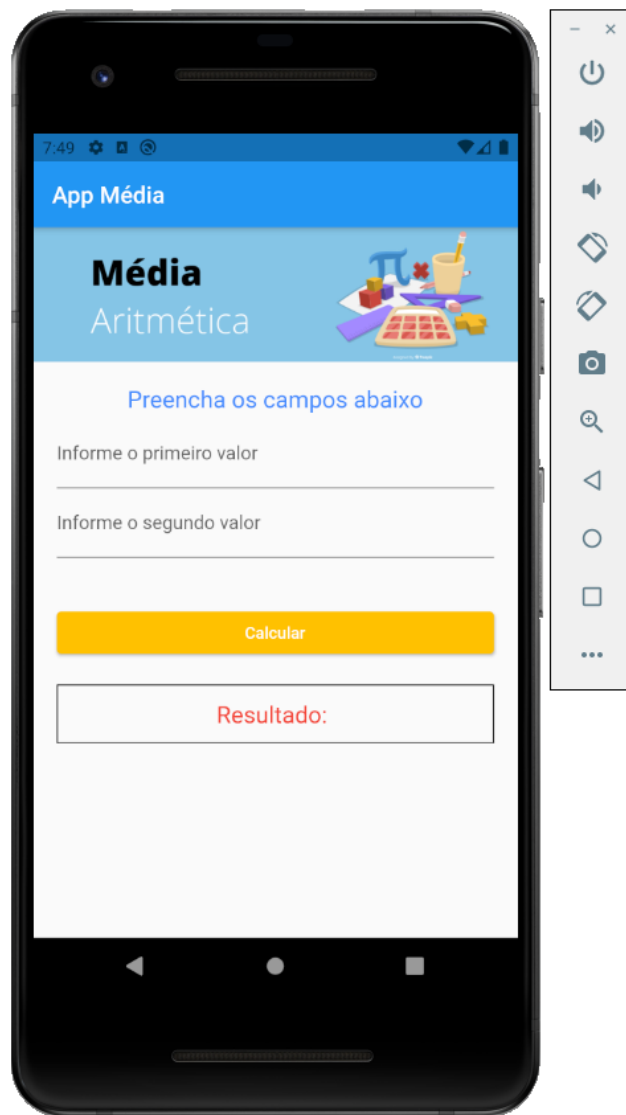 7:49
App Média
Média
Aritmética
Preencha os campos abaixo
Informe o primeiro valor
Informe o segundo valor
Calcular
Resultado: